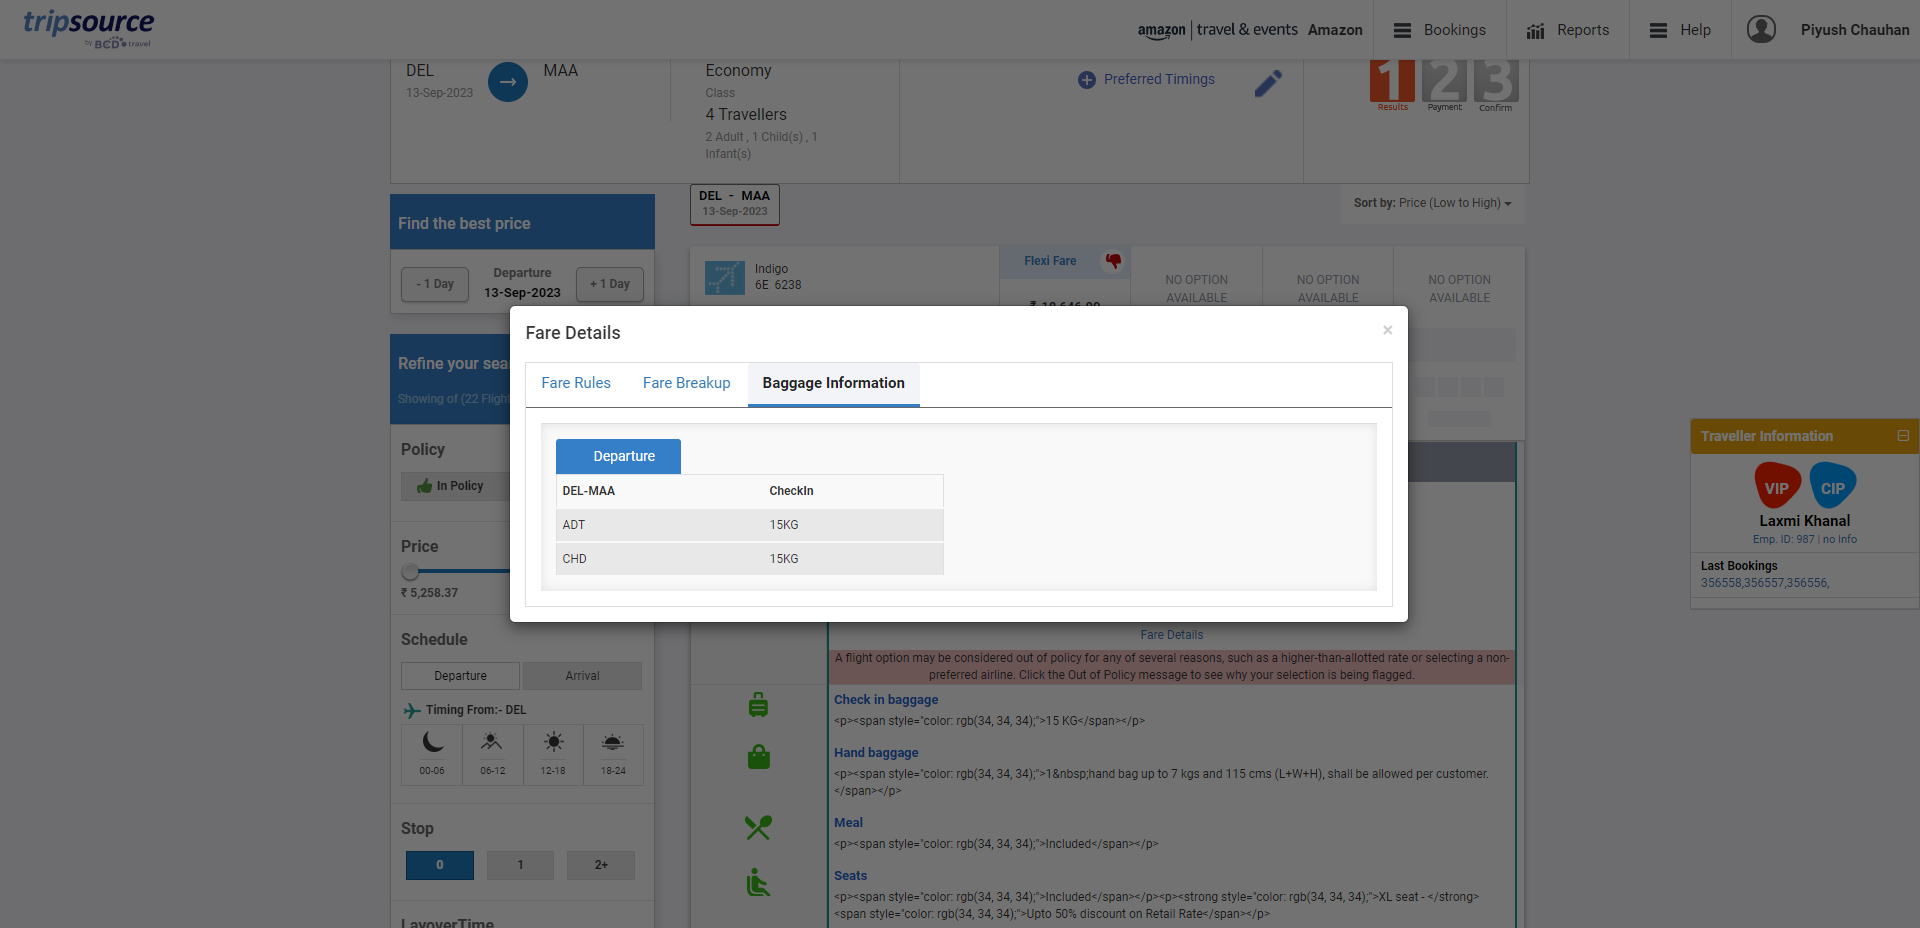 tripsource
by BCD travel
amazon | travel & events Amazon
Bookings
Reports
Help
Piyush Chauhan
DEL
13-Sep-2023
MAA
Economy
Class
4 Travellers
2 Adult , 1 Child(s) , 1
Infant(s)
Preferred Timings
1 2 3
Results Payment Confirm
DEL - MAA
13-Sep-2023
Sort by: Price (Low to High)
Find the best price
- 1 Day
Departure
13-Sep-2023
+ 1 Day
Indigo
6E 6238
Flexi Fare
NO OPTION
AVAILABLE
NO OPTION
AVAILABLE
NO OPTION
AVAILABLE
Fare Details
×
Fare Rules
Fare Breakup
Baggage Information
Departure
DEL-MAA CheckIn
ADT 15KG
CHD 15KG
Refine your
Showing of (22
Policy
In Policy
Price
₹ 5,258.37
Schedule
Departure
Arrival
Timing From:- DEL
00-06
06-12
12-18
18-24
Stop
0
1
2+
LayoverTime
Traveller Information
VIP
CIP
Laxmi Khanal
Emp. ID: 987 | no Info
Last Bookings
356558,356557,356556,
Fare Details
A flight option may be considered out of policy for any of several reasons, such as a higher-than-allotted rate or selecting a non-
preferred airline. Click the Out of Policy message to see why your selection is being flagged.
Check in baggage
<p><span style="color: rgb(34, 34, 34);">15 KG</span></p>
Hand baggage
<p><span style="color: rgb(34, 34, 34);">1&nbsp;hand bag up to 7 kgs and 115 cms (L+W+H), shall be allowed per customer.
</span></p>
Meal
<p><span style="color: rgb(34, 34, 34);">Included</span></p>
Seats
<p><span style="color: rgb(34, 34, 34);">Included</span></p><p><strong style="color: rgb(34, 34, 34);">XL seat - </strong>
<span style="color: rgb(34, 34, 34);">Upto 50% discount on Retail Rate</span></p>